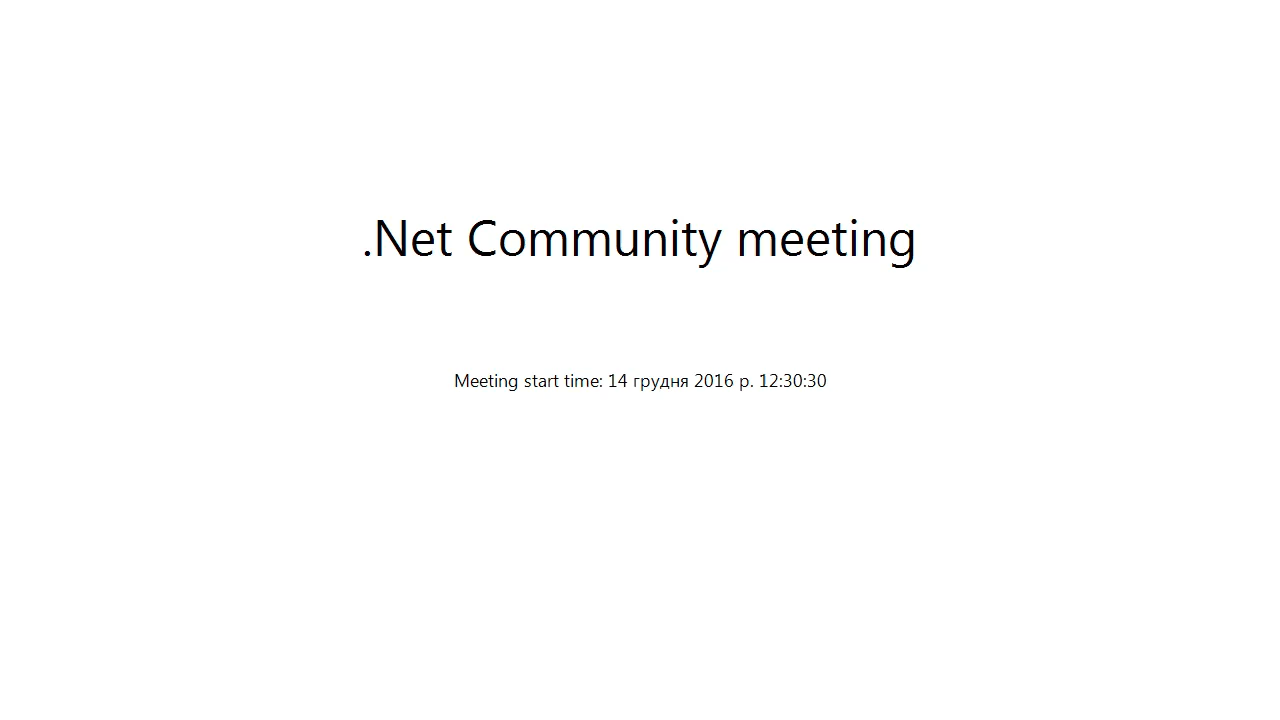 .Net Community meeting
Meeting start time: 14 грудня 2016 р. 12:30:30